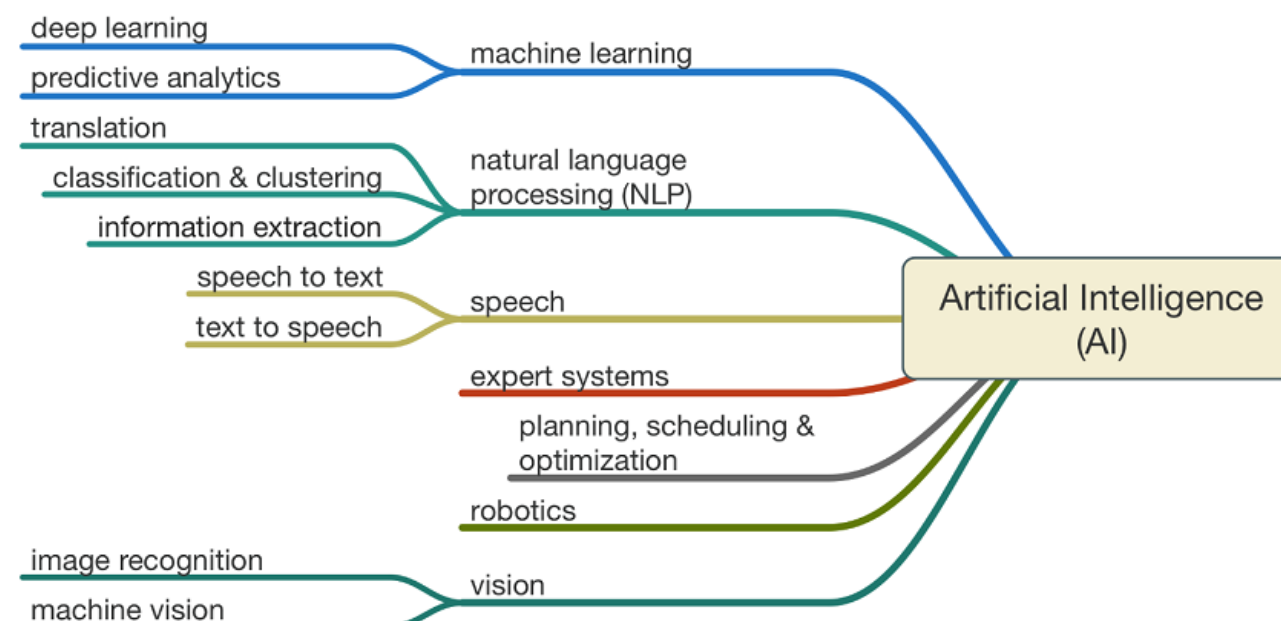 deep learning
machine learning
predictive analytics
translation
natural language
processing (NLP)
classification & clustering
information extraction
speech to text
speech
text to speech
Artificial Intelligence
(AI)
expert systems
planning, scheduling &
optimization
robotics
image recognition
vision
machine vision